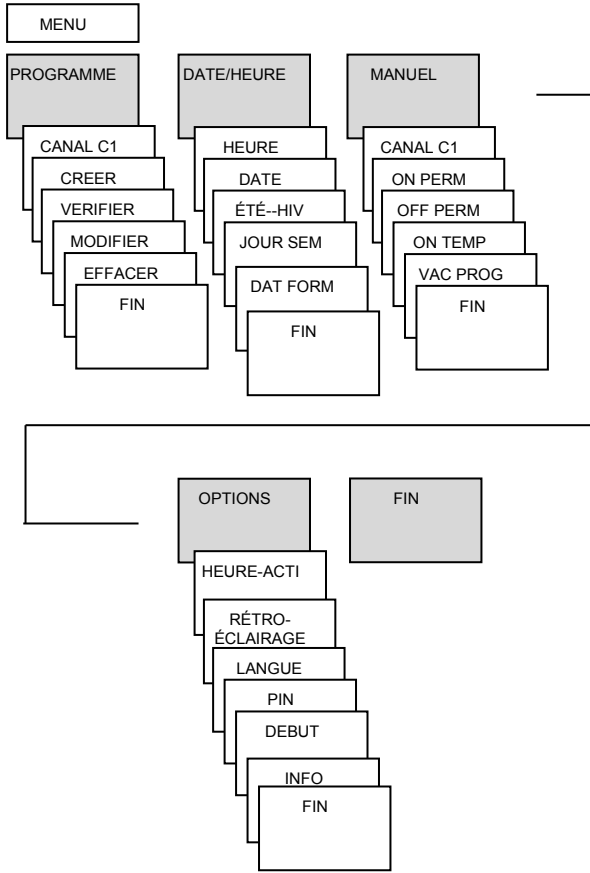 MENU
PROGRAMME
CANAL C1
CREER
VERIFIER
MODIFIER
EFFACER
FIN
DATE/HEURE
HEURE
DATE
ÉTÉ--HIV
JOUR SEM
DAT FORM
FIN
MANUEL
CANAL C1
ON PERM
OFF PERM
ON TEMP
VAC PROG
FIN
OPTIONS
HEURE-ACTI
RÉTRO-
ÉCLAIRAGE
LANGUE
PIN
DEBUT
INFO
FIN
FIN